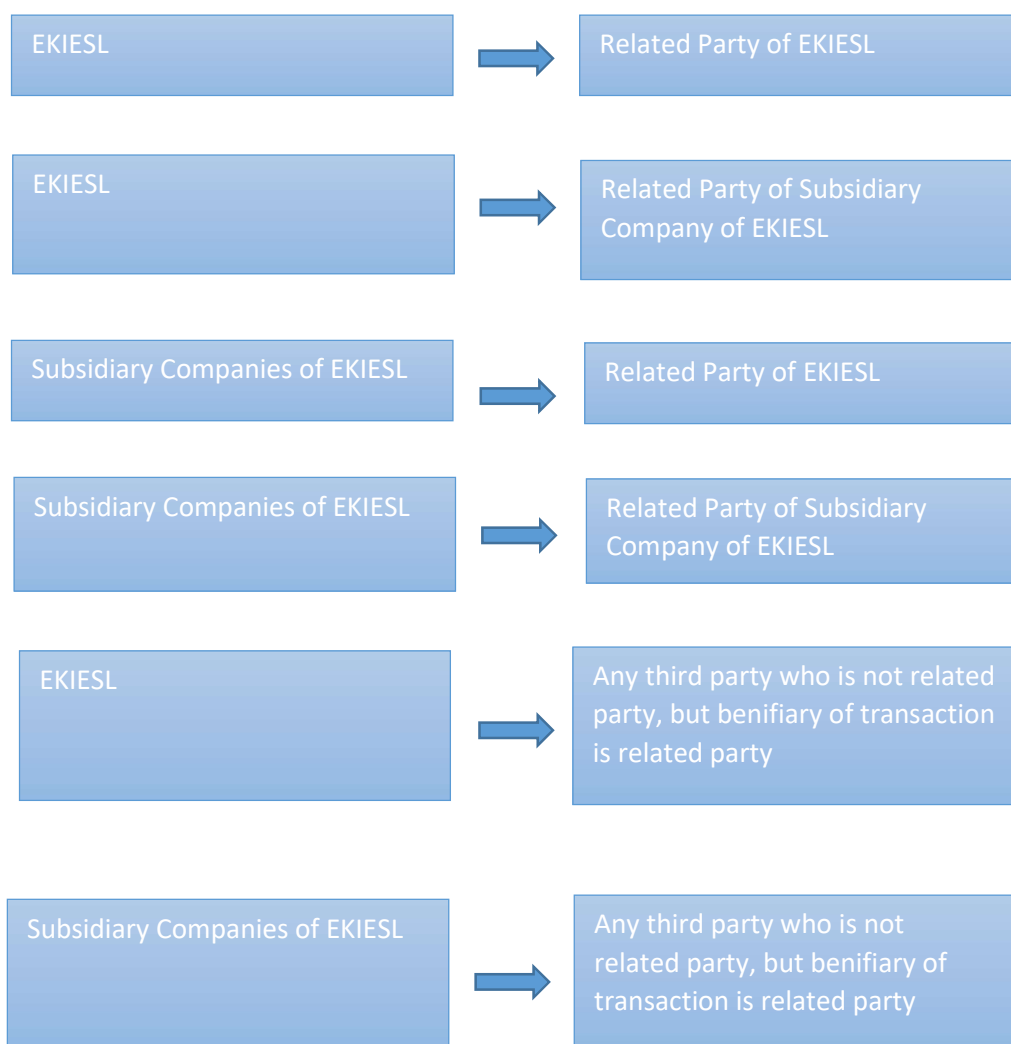 EKIESL
Related Party of EKIESL
EKIESL
Related Party of Subsidiary
Company of EKIESL
Subsidiary Companies of EKIESL
Related Party of EKIESL
Subsidiary Companies of EKIESL
Related Party of Subsidiary
Company of EKIESL
EKIESL
Any third party who is not related
party, but benifiary of transaction
is related party
Subsidiary Companies of EKIESL
Any third party who is not
related party, but benifiary of
transaction is related party